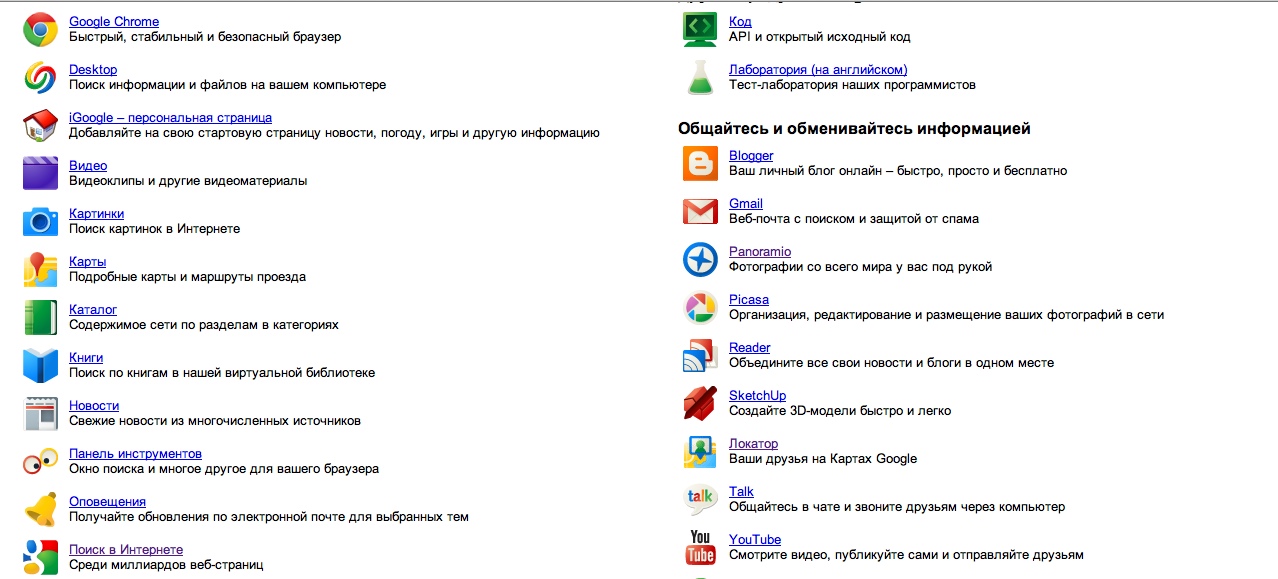 Google Chrome
Быстрый, стабильный и безопасный браузер
Desktop
Поиск информации и файлов на вашем компьютере
iGoogle – персональная страница
Добавляйте на свою стартовую страницу новости, погоду, игры и другую информацию
Видео
Видеоклипы и другие видеоматериалы
Картинки
Поиск картинок в Интернете
Карты
Подробные карты и маршруты проезда
Каталог
Содержимое сети по разделам в категориях
Книги
Поиск по книгам в нашей виртуальной библиотеке
Новости
Свежие новости из многочисленных источников
Панель инструментов
Окно поиска и многое другое для вашего браузера
Оповещения
Получайте обновления по электронной почте для выбранных тем
Поиск в Интернете
Среди миллиардов веб-страниц
Код
API и открытый исходный код
Лаборатория (на английском)
Тест-лаборатория наших программистов
Общайтесь и обменивайтесь информацией
Blogger
Ваш личный блог онлайн – быстро, просто и бесплатно
Gmail
Веб-почта с поиском и защитой от спама
Panoramio
Фотографии со всего мира у вас под рукой
Picasa
Организация, редактирование и размещение ваших фотографий в сети
Reader
Объедините все свои новости и блоги в одном месте
SketchUp
Создайте 3D-модели быстро и легко
Локатор
Ваши друзья на Картах Google
talk
Talk
Общайтесь в чате и звоните друзьям через компьютер
You
Tube
YouTube
Смотрите видео, публикуйте сами и отправляйте друзьям